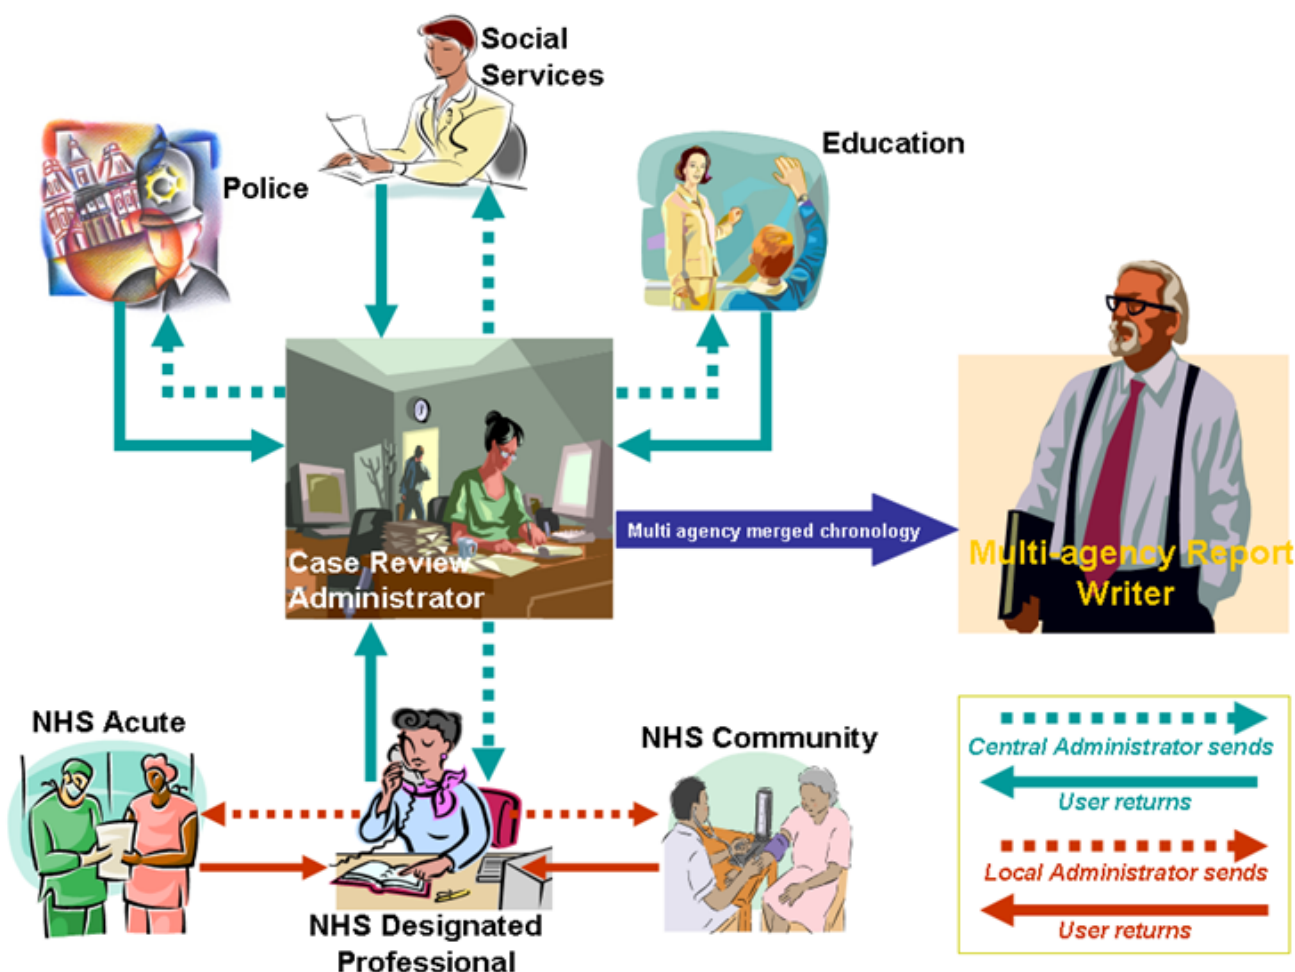 Social
Services
Police
Education
Case Review
Administrator
Multi agency merged chronology
Multi-agency Report
Writer
NHS Acute
NHS Community
NHS Designated
Professional
Central Administrator sends
User returns
Local Administrator sends
User returns